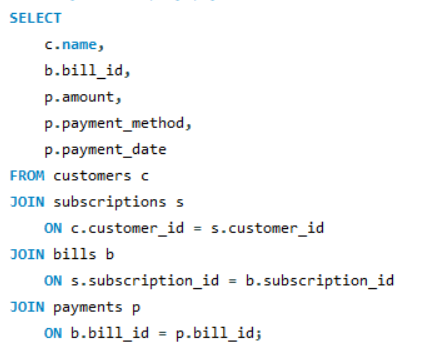 SELECT
    c.name,
    b.bill_id,
    p.amount,
    p.payment_method,
    p.payment_date
FROM customers c
JOIN subscriptions s
    ON c.customer_id = s.customer_id
JOIN bills b
    ON s.subscription_id = b.subscription_id
JOIN payments p
    ON b.bill_id = p.bill_id;